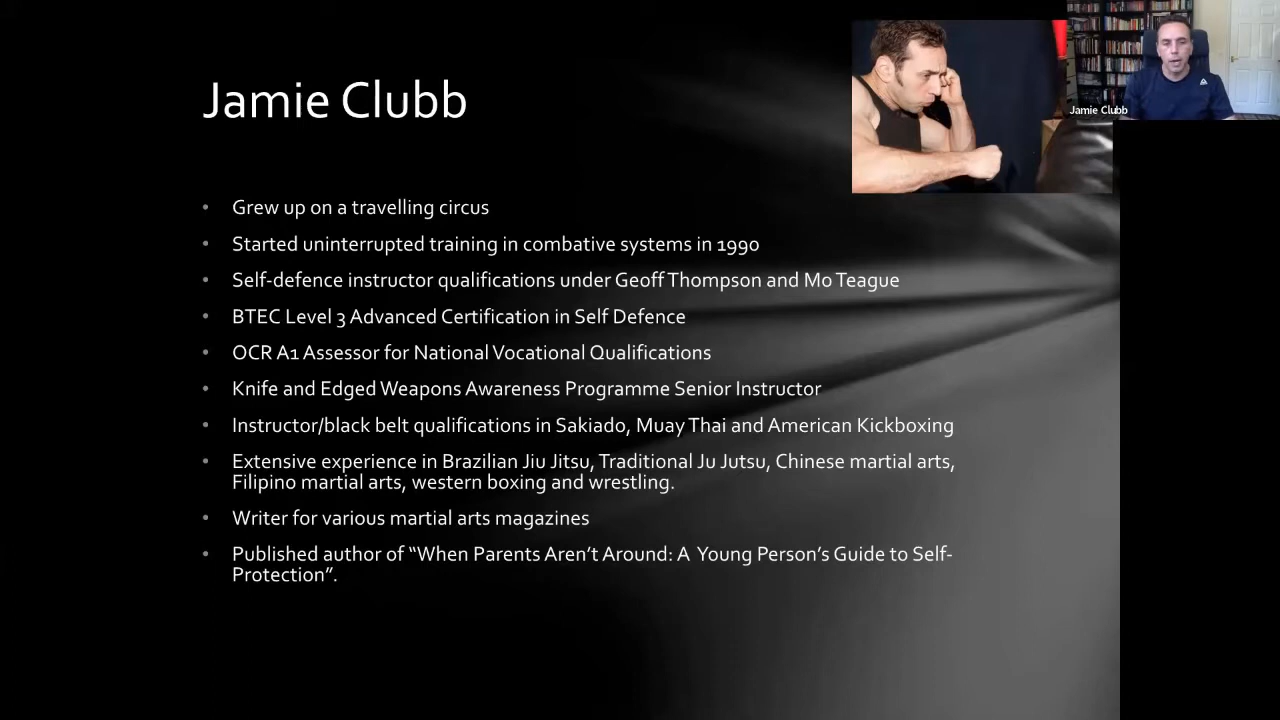 Jamie Clubb
Jamie Clubb
Grew up on a travelling circus
Started uninterrupted training in combative systems in 1990
Self-defence instructor qualifications under Geoff Thompson and Mo Teague
BTEC Level 3 Advanced Certification in Self Defence
OCR A1 Assessor for National Vocational Qualifications
Knife and Edged Weapons Awareness Programme Senior Instructor
Instructor/black belt qualifications in Sakiado, Muay Thai and American Kickboxing
Extensive experience in Brazilian Jiu Jitsu, Traditional Ju Jutsu, Chinese martial arts,
Filipino martial arts, western boxing and wrestling.
Writer for various martial arts magazines
Published author of “When Parents Aren’t Around: A Young Person’s Guide to Self-
Protection”.